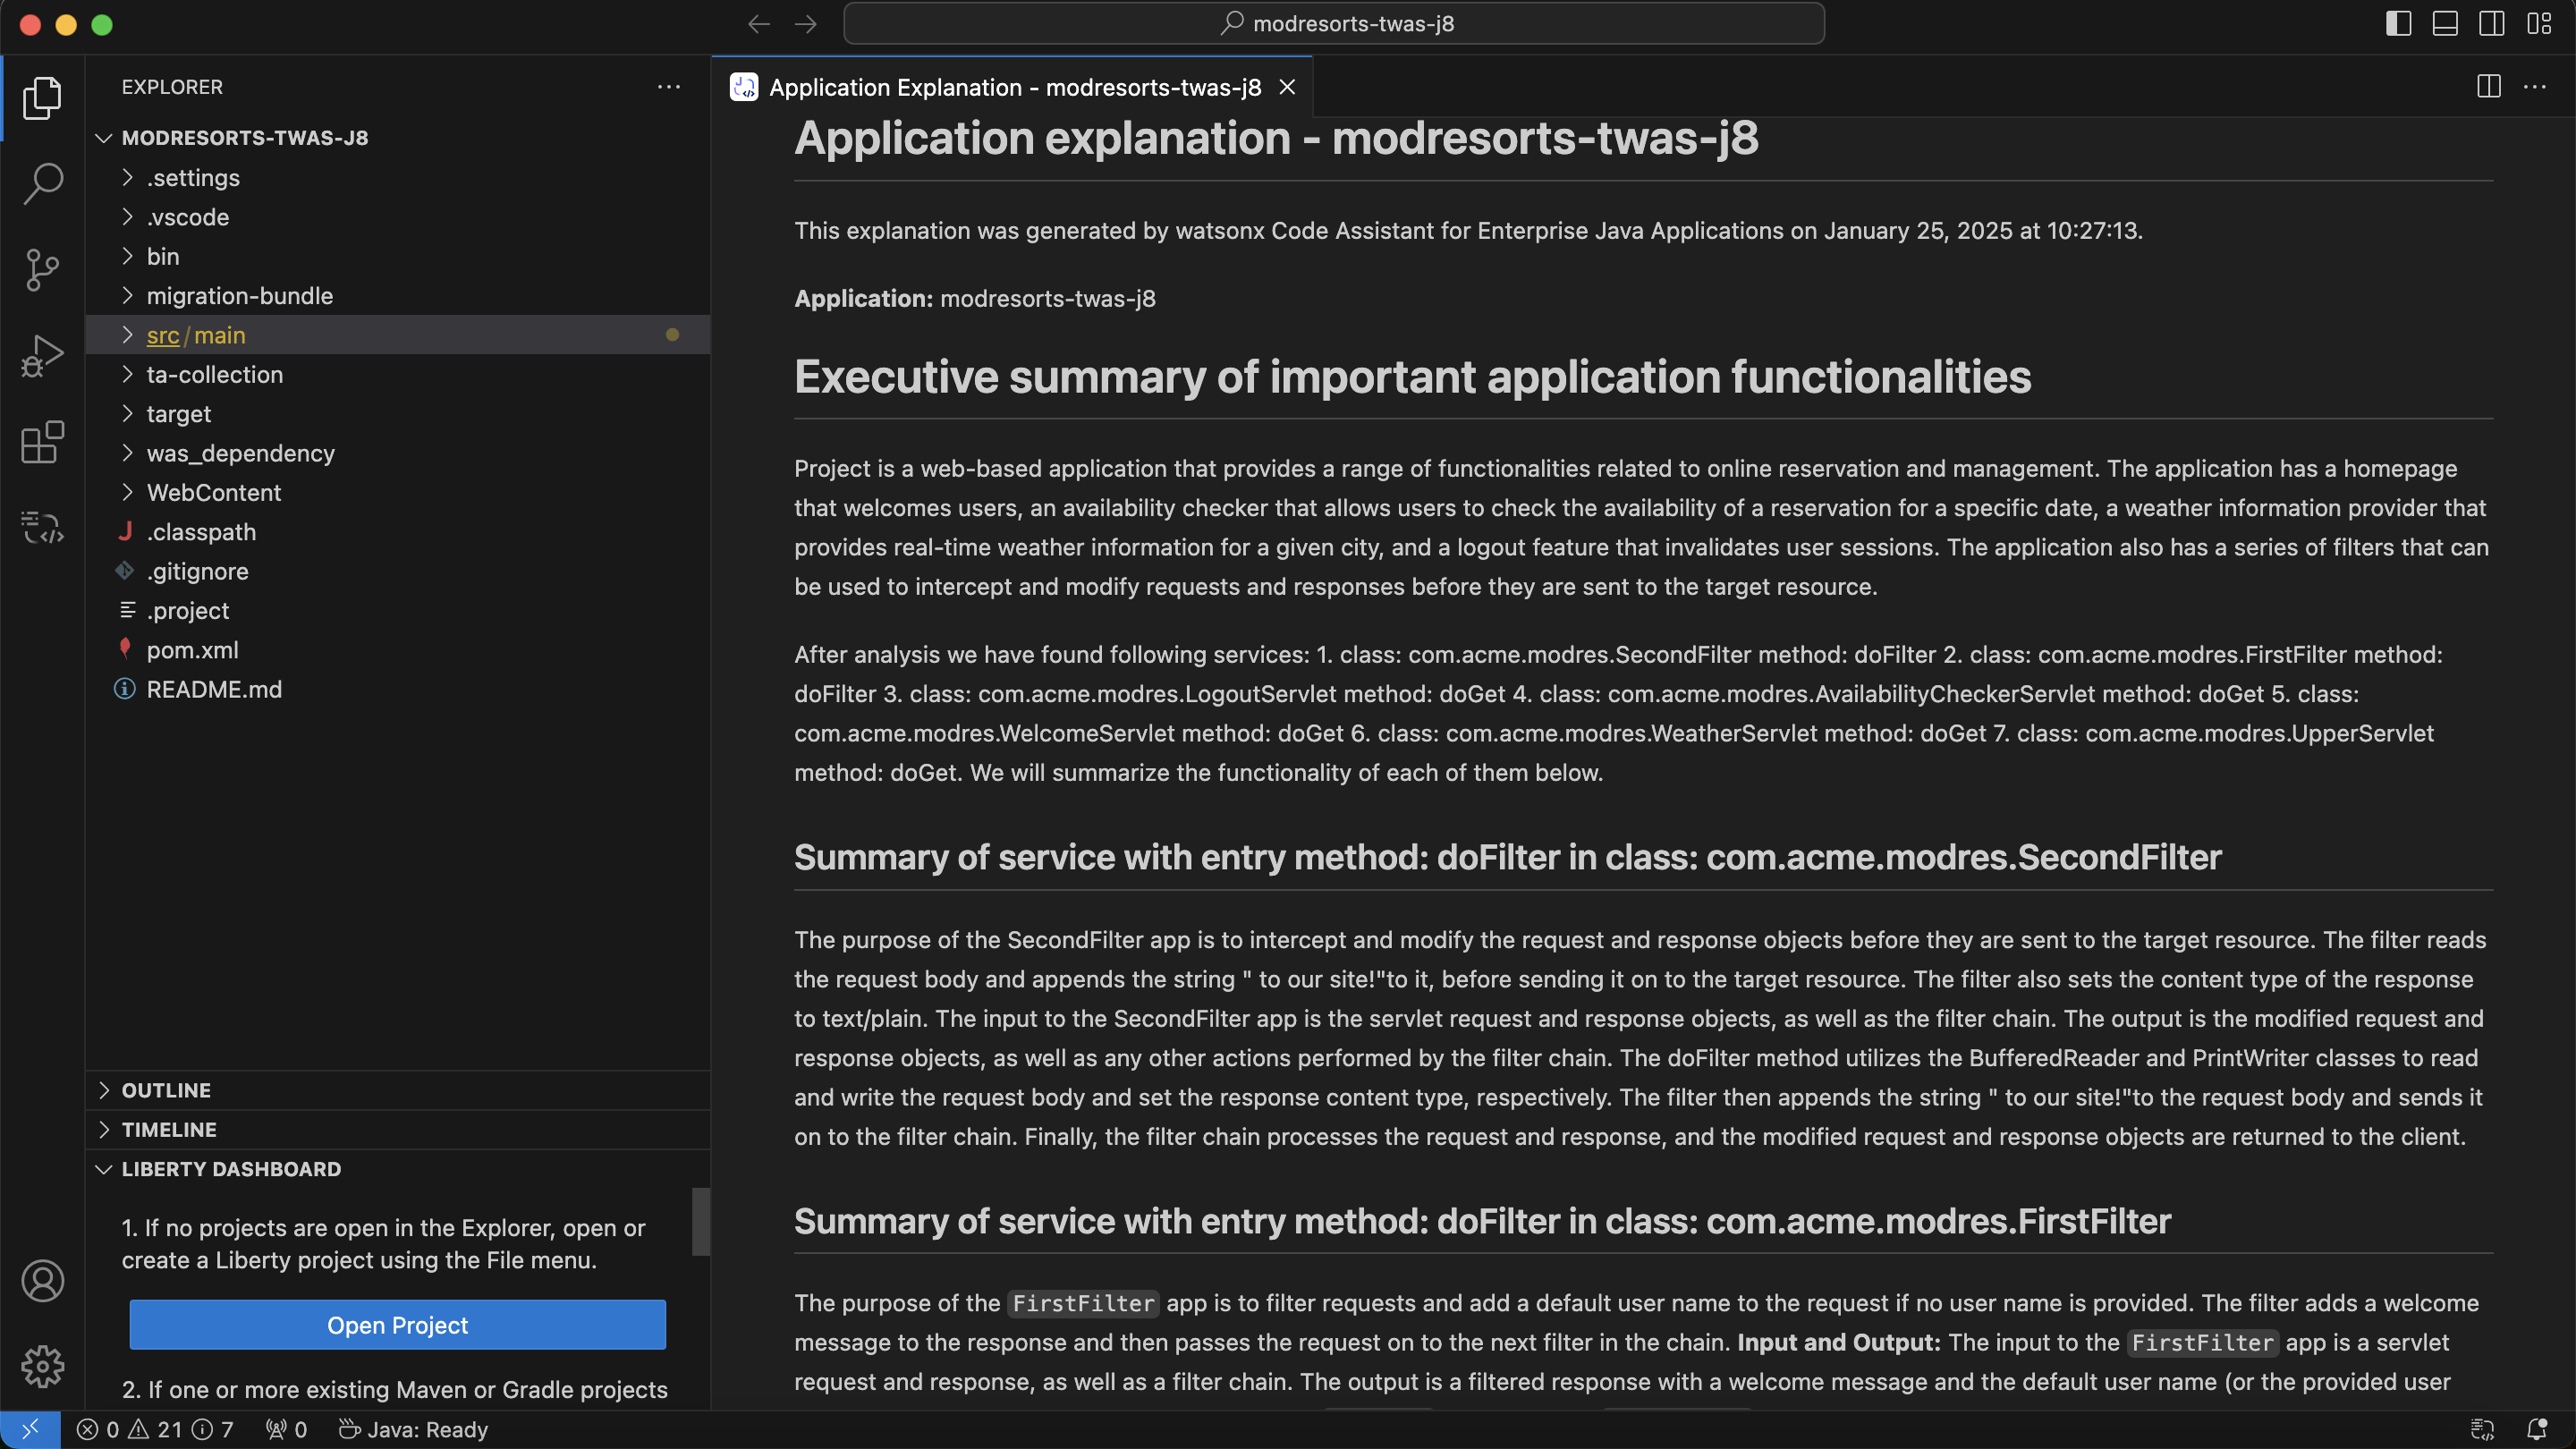 modresorts-twas-j8
EXPLORER
MODRESORTS-TWAS-J8
.settings
.vscode
bin
migration-bundle
src/main
ta-collection
target
was_dependency
WebContent
.classpath
.gitignore
.project
pom.xml
README.md
OUTLINE
TIMELINE
LIBERTY DASHBOARD
1. If no projects are open in the Explorer, open or
create a Liberty project using the File menu.
Open Project
2. If one or more existing Maven or Gradle projects
Application Explanation - modresorts-twas-j8
Application explanation - modresorts-twas-j8
This explanation was generated by watsonx Code Assistant for Enterprise Java Applications on January 25, 2025 at 10:27:13.
Application: modresorts-twas-j8
Executive summary of important application functionalities
Project is a web-based application that provides a range of functionalities related to online reservation and management. The application has a homepage
that welcomes users, an availability checker that allows users to check the availability of a reservation for a specific date, a weather information provider that
provides real-time weather information for a given city, and a logout feature that invalidates user sessions. The application also has a series of filters that can
be used to intercept and modify requests and responses before they are sent to the target resource.
After analysis we have found following services: 1. class: com.acme.modres.SecondFilter method: doFilter 2. class: com.acme.modres.FirstFilter method:
doFilter 3. class: com.acme.modres.LogoutServlet method: doGet 4. class: com.acme.modres.AvailabilityCheckerServlet method: doGet 5. class:
com.acme.modres.WelcomeServlet method: doGet 6. class: com.acme.modres.WeatherServlet method: doGet 7. class: com.acme.modres.UpperServlet
method: doGet. We will summarize the functionality of each of them below.
Summary of service with entry method: doFilter in class: com.acme.modres.SecondFilter
The purpose of the SecondFilter app is to intercept and modify the request and response objects before they are sent to the target resource. The filter reads
the request body and appends the string " to our site!"to it, before sending it on to the target resource. The filter also sets the content type of the response
to text/plain. The input to the SecondFilter app is the servlet request and response objects, as well as the filter chain. The output is the modified request and
response objects, as well as any other actions performed by the filter chain. The doFilter method utilizes the BufferedReader and PrintWriter classes to read
and write the request body and set the response content type, respectively. The filter then appends the string " to our site!"to the request body and sends it
on to the filter chain. Finally, the filter chain processes the request and response, and the modified request and response objects are returned to the client.
Summary of service with entry method: doFilter in class: com.acme.modres.FirstFilter
The purpose of the FirstFilter app is to filter requests and add a default user name to the request if no user name is provided. The filter adds a welcome
message to the response and then passes the request on to the next filter in the chain. Input and Output: The input to the FirstFilter app is a servlet
request and response, as well as a filter chain. The output is a filtered response with a welcome message and the default user name (or the provided user
0 21 7 0 Java: Ready